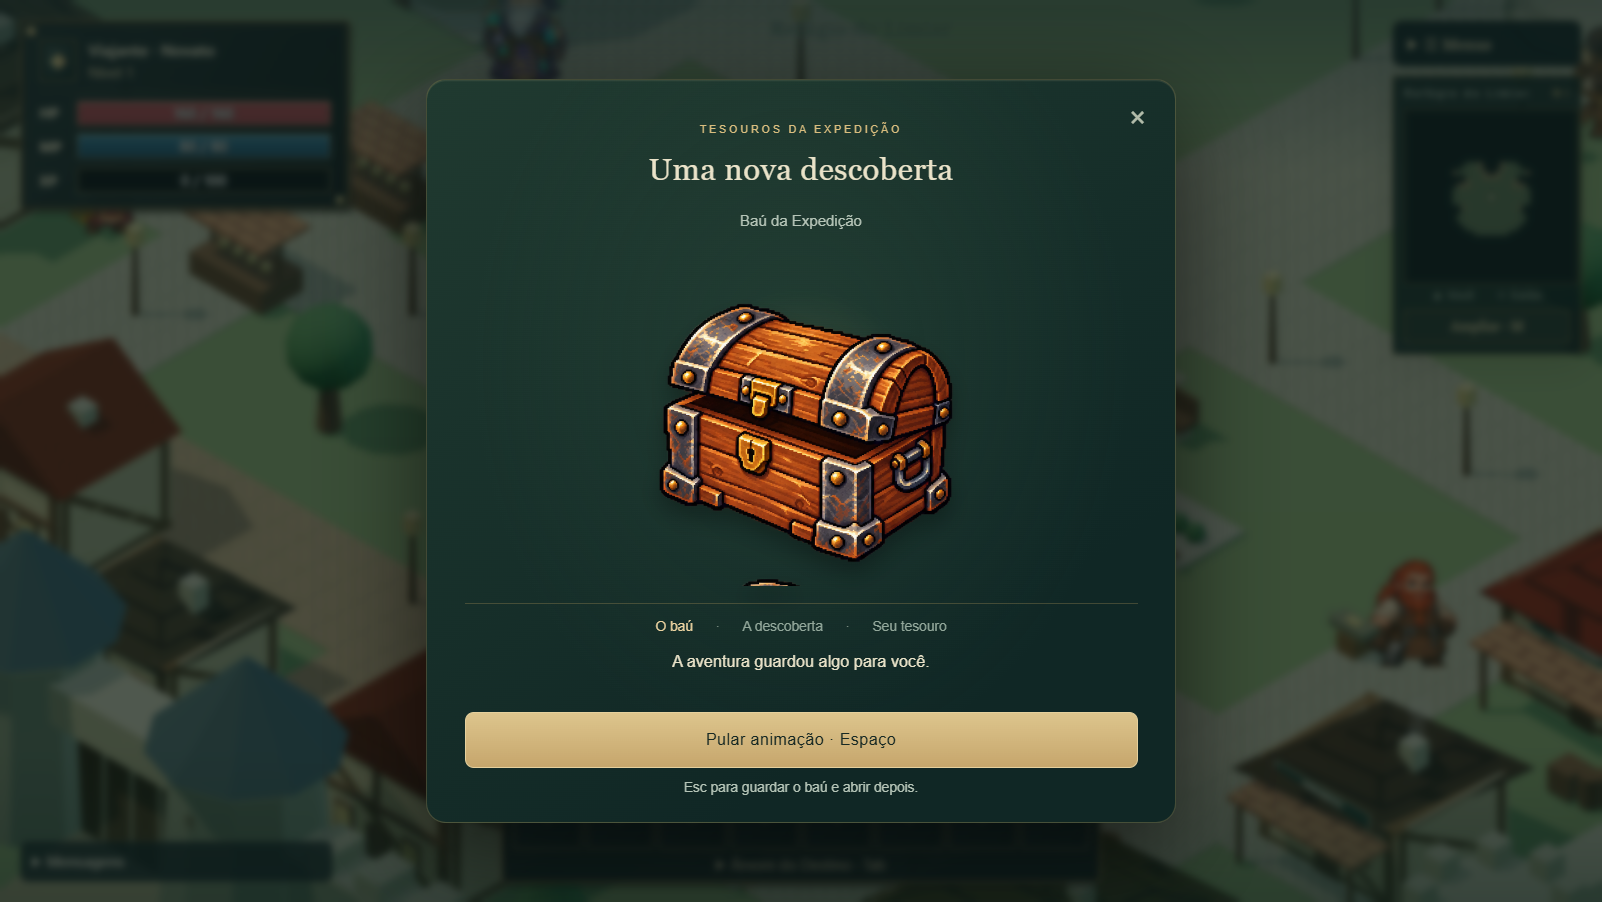 TESOUROS DA EXPEDIÇÃO
×
Uma nova descoberta
Baú da Expedição
O baú · A descoberta · Seu tesouro
A aventura guardou algo para você.
Pular animação · Espaço
Esc para guardar o baú e abrir depois.